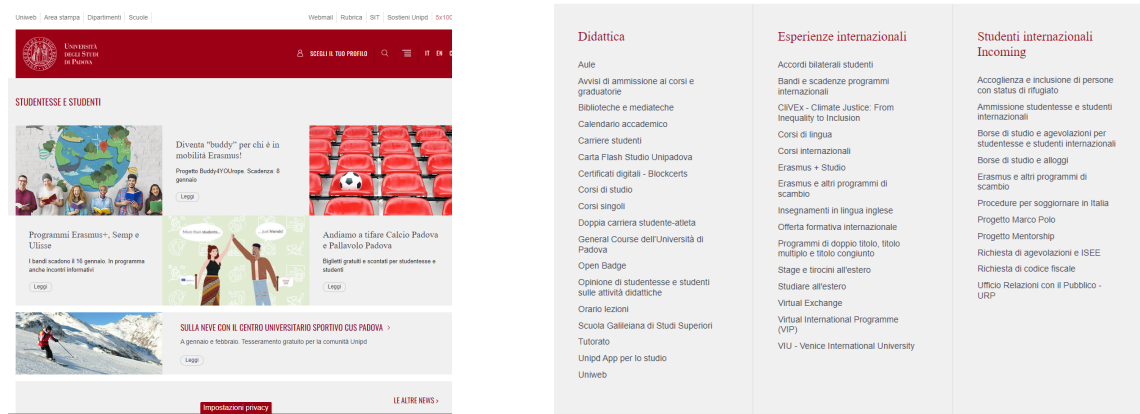 Uniweb Area stampa Dipartimenti Scuole
Webmail Rubrica SIT Sostieni Unipd 5x100
UNIVERSITÀ
DEGLI STUDI
DI PADOVA
SCEGLI IL TUO PROFILO
IT EN
STUDENTESSE E STUDENTI
Diventa "buddy" per chi è in
mobilità Erasmus!
Progetto Buddy4YOUrope. Scadenza: 8
gennaio
Leggi
Programmi Erasmus+, Semp e
Ulisse
I bandi scadono il 16 gennaio. In programma
anche incontri informativi
Leggi
More than students...
...just friends!
Andiamo a tifare Calcio Padova
e Pallavolo Padova
Biglietti gratuiti e scontati per studentesse e
studenti
Leggi
SULLA NEVE CON IL CENTRO UNIVERSITARIO SPORTIVO CUS PADOVA >
A gennaio e febbraio. Tesseramento gratuito per la comunità Unipd
Leggi
LE ALTRE NEWS >
Impostazioni privacy
Didattica
Aule
Avvisi di ammissione ai corsi e
graduatorie
Biblioteche e mediateche
Calendario accademico
Carriere studenti
Carta Flash Studio Unipadova
Certificati digitali - Blockcerts
Corsi di studio
Corsi singoli
Doppia carriera studente-atleta
General Course dell'Università di
Padova
Open Badge
Opinione di studentesse e studenti
sulle attività didattiche
Orario lezioni
Scuola Galileiana di Studi Superiori
Tutorato
Unipd App per lo studio
Uniweb
Esperienze internazionali
Accordi bilaterali studenti
Bandi e scadenze programmi
internazionali
CliVEx - Climate Justice: From
Inequality to Inclusion
Corsi di lingua
Corsi internazionali
Erasmus + Studio
Erasmus e altri programmi di
scambio
Insegnamenti in lingua inglese
Offerta formativa internazionale
Programmi di doppio titolo, titolo
multiplo e titolo congiunto
Stage e tirocini all'estero
Studiare all'estero
Virtual Exchange
Virtual International Programme
(VIP)
VIU - Venice International University
Studenti internazionali
Incoming
Accoglienza e inclusione di persone
con status di rifugiato
Ammissione studentesse e studenti
internazionali
Borse di studio e agevolazioni per
studentesse e studenti internazionali
Borse di studio e alloggi
Erasmus e altri programmi di
scambio
Procedure per soggiornare in Italia
Progetto Marco Polo
Progetto Mentorship
Richiesta di agevolazioni e ISEE
Richiesta di codice fiscale
Ufficio Relazioni con il Pubblico -
URP